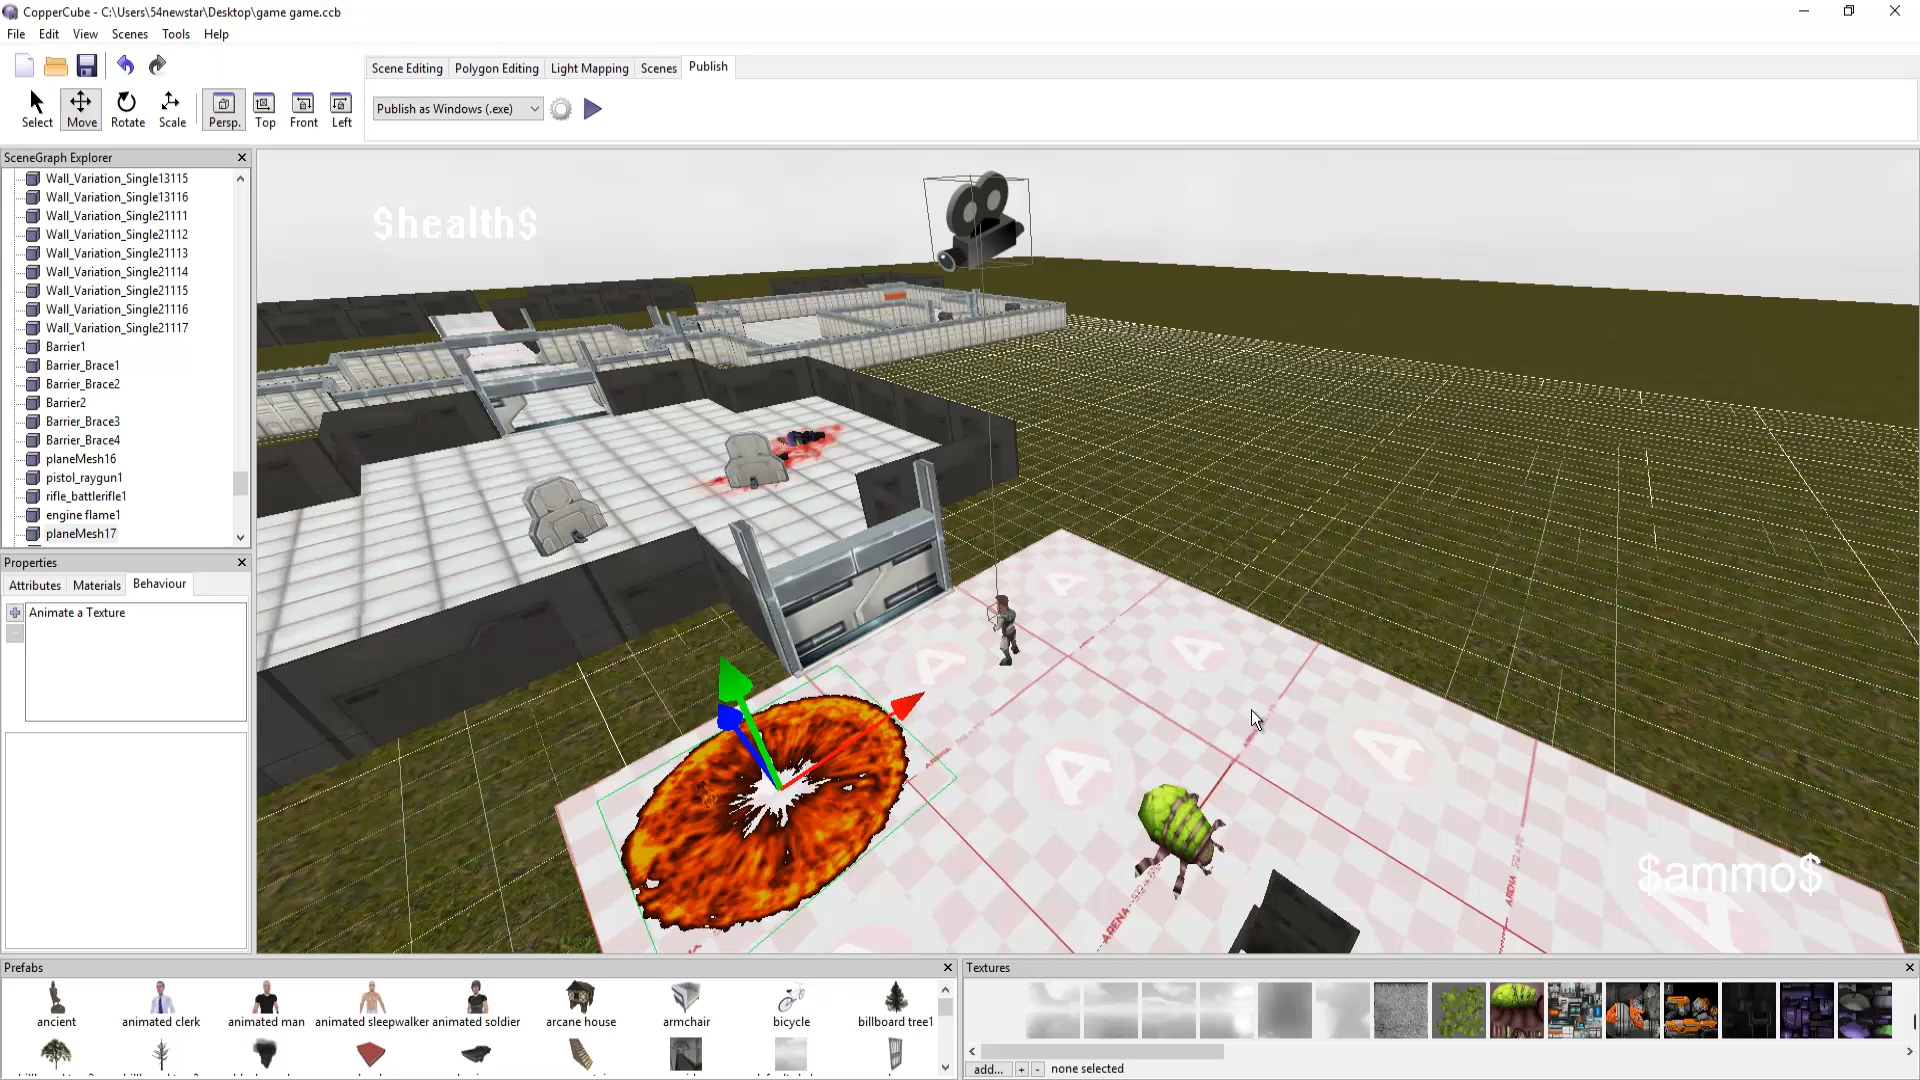 CopperCube - C:\Users\54newstar\Desktop\game game.ccb
File Edit View Scenes Tools Help
Scene Editing Polygon Editing Light Mapping Scenes Publish
Select Move Rotate Scale Persp. Top Front Left
Publish as Windows (.exe)
SceneGraph Explorer
Wall_Variation_Single13115
Wall_Variation_Single13116
Wall_Variation_Single21111
Wall_Variation_Single21112
Wall_Variation_Single21113
Wall_Variation_Single21114
Wall_Variation_Single21115
Wall_Variation_Single21116
Wall_Variation_Single21117
Barrier1
Barrier_Brace1
Barrier_Brace2
Barrier2
Barrier_Brace3
Barrier_Brace4
planeMesh16
pistol_raygun1
rifle_battlerifle1
engine flame1
planeMesh17
Properties
Attributes Materials Behaviour
Animate a Texture
$health$
ARENA
ARENA
ARENA
$ammo$
Prefabs
ancient animated clerk animated man animated sleepwalker animated soldier arcane house armchair bicycle billboard tree1
Textures
add... + - none selected